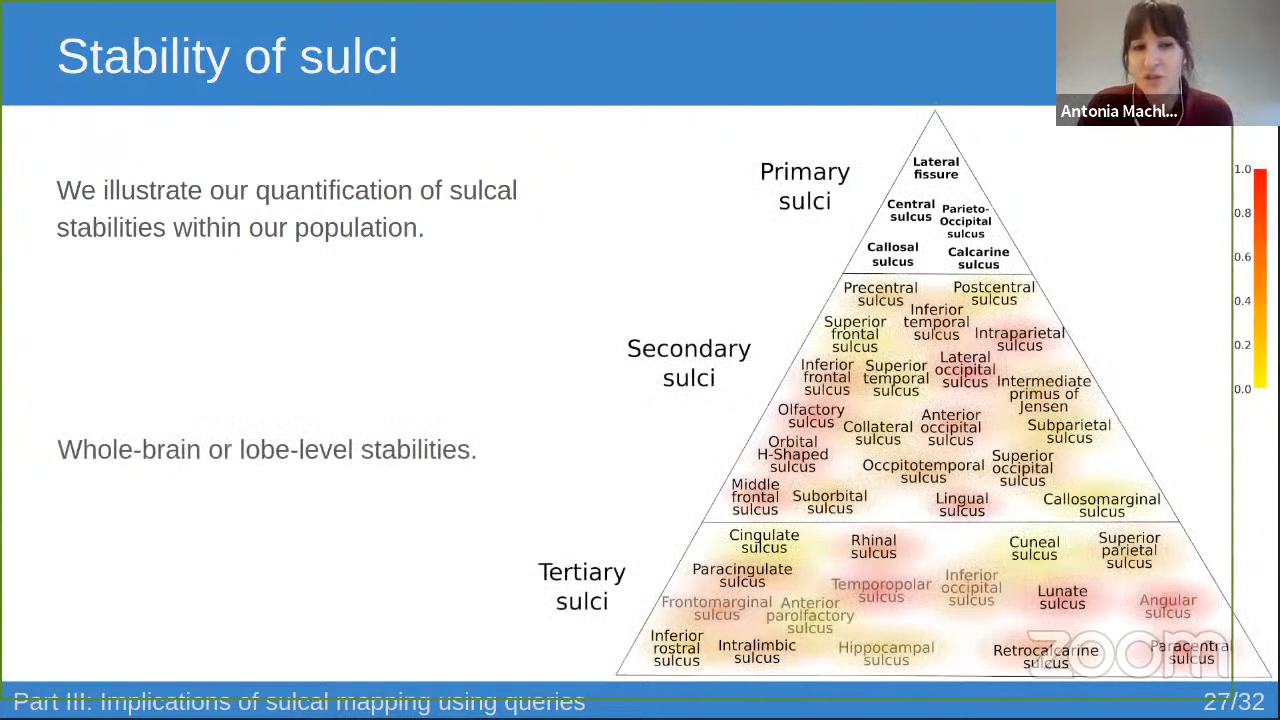 Stability of sulci
Antonia Machl...
We illustrate our quantification of sulcal
stabilities within our population.
Whole-brain or lobe-level stabilities.
Primary
sulci
Lateral
fissure
Central
sulcus
Parieto-
Occipital
sulcus
Callosal
sulcus
Calcarine
sulcus
Secondary
sulci
Precentral
sulcus
Postcentral
sulcus
Superior
frontal
sulcus
Inferior
temporal
sulcus
Intraparietal
sulcus
Inferior
frontal
sulcus
Superior
temporal
sulcus
Lateral
occipital
sulcus
Intermediate
primus of
Jensen
Olfactory
sulcus
Collateral
sulcus
Anterior
occipital
sulcus
Subparietal
sulcus
Orbital
H-Shaped
sulcus
Occpitotemporal
sulcus
Superior
occipital
sulcus
Middle
frontal
sulcus
Suborbital
sulcus
Lingual
sulcus
Callosomarginal
sulcus
Tertiary
sulci
Cingulate
sulcus
Rhinal
sulcus
Cuneal
sulcus
Superior
parietal
sulcus
Paracingulate
sulcus
Temporopolar
sulcus
Inferior
occipital
sulcus
Lunate
sulcus
Angular
sulcus
Frontomarginal
sulcus
Anterior
parolfactory
sulcus
Inferior
rostral
sulcus
Intralimbic
sulcus
Hippocampal
sulcus
Retrocalcarine
sulcus
Paracentral
sulcus
1.0
0.8
0.6
0.4
0.2
0.0
zoom
Part III: Implications of sulcal mapping using queries
27/32